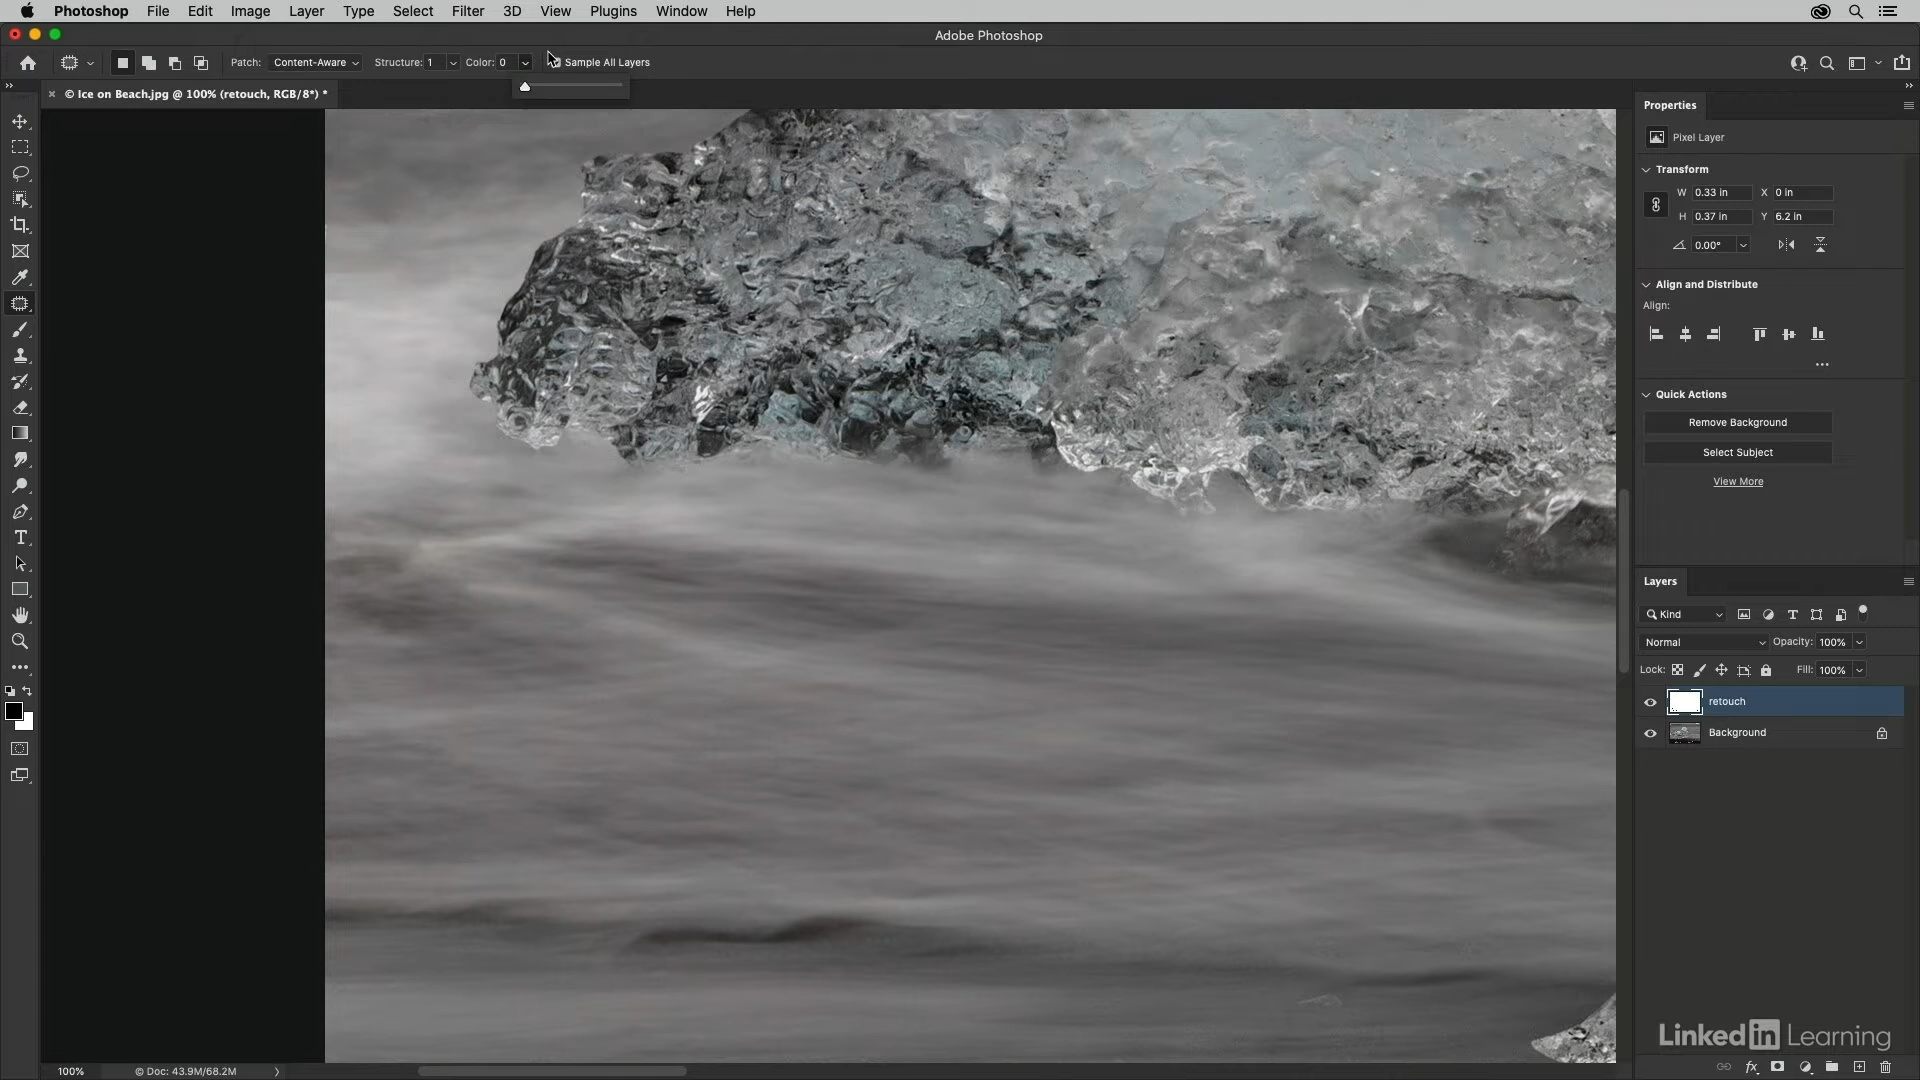 Photoshop File Edit Image Layer Type Select Filter 3D View Plugins Window Help
Adobe Photoshop
Patch: Content-Aware Structure: 1 Color: 0 Sample All Layers
© Ice on Beach.jpg @ 100% (retouch, RGB/8*) *
Properties
Pixel Layer
Transform
W 0.33 in X 0 in
H 0.37 in Y 6.2 in
0.00°
Align and Distribute
Align:
Quick Actions
Remove Background
Select Subject
View More
Layers
Kind
Normal Opacity: 100%
Lock: Fill: 100%
retouch
Background
LinkedIn Learning
100% © Doc: 43.9M/68.2M